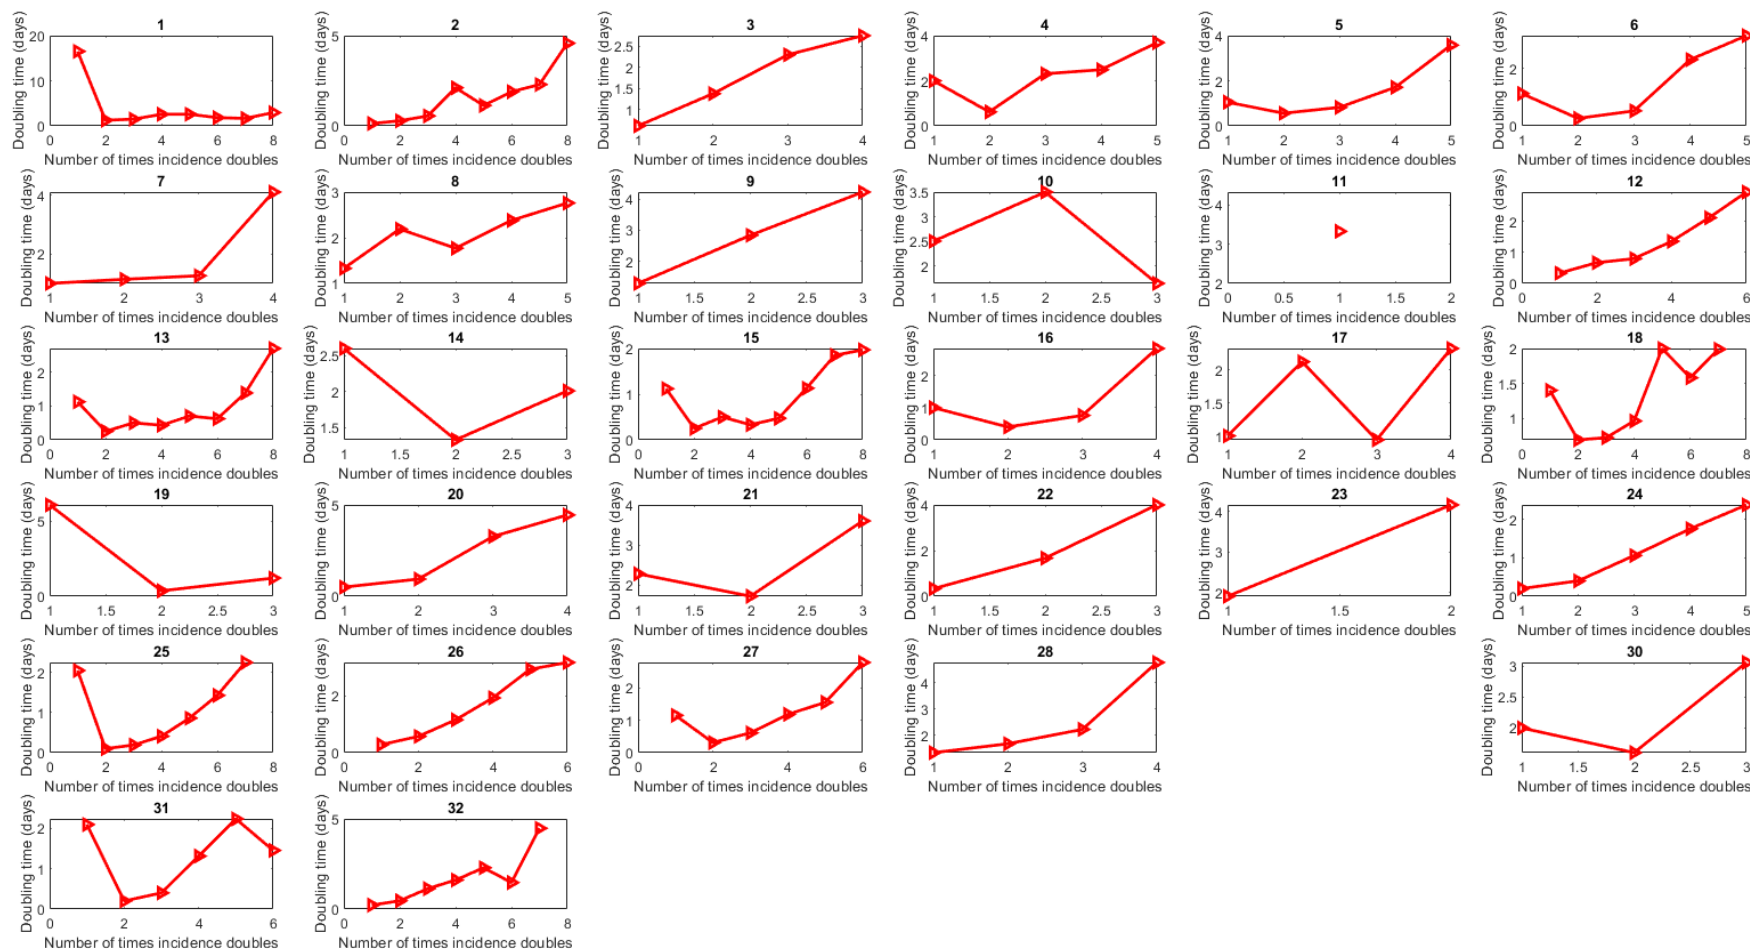 1 2 3 4 5 6
Doubling time (days) Doubling time (days) Doubling time (days) Doubling time (days) Doubling time (days) Doubling time (days)
20 5 2.5 4 4 2
10 2 2 2
0 0 1.5 0 0 0
1
0 2 4 6 8 0 2 4 6 8 1 2 3 4 1 2 3 4 5 1 2 3 4 5 1 2 3 4 5
Number of times incidence doubles Number of times incidence doubles Number of times incidence doubles Number of times incidence doubles Number of times incidence doubles Number of times incidence doubles
7 8 9 10 11 12
Doubling time (days) Doubling time (days) Doubling time (days) Doubling time (days) Doubling time (days) Doubling time (days)
4 3 4 3.5 4 2
2 2 3 3 3 1
1 2 2.5 2 0
2
1 2 3 4 1 2 3 4 5 1 1.5 2 2.5 3 1 1.5 2 2.5 3 0 0.5 1 1.5 2 0 2 4 6
Number of times incidence doubles Number of times incidence doubles Number of times incidence doubles Number of times incidence doubles Number of times incidence doubles Number of times incidence doubles
13 14 15 16 17 18
Doubling time (days) Doubling time (days) Doubling time (days) Doubling time (days) Doubling time (days) Doubling time (days)
2 2.5 2 2 2 2
1 2 1 1 1.5 1.5
0 1.5 0 0 1 1
0 2 4 6 8 1 1.5 2 2.5 3 0 2 4 6 8 1 2 3 4 1 2 3 4 0 2 4 6 8
Number of times incidence doubles Number of times incidence doubles Number of times incidence doubles Number of times incidence doubles Number of times incidence doubles Number of times incidence doubles
19 20 21 22 23 24
Doubling time (days) Doubling time (days) Doubling time (days) Doubling time (days) Doubling time (days) Doubling time (days)
5 5 4 4 4 2
3 2 3 1
0 0 2 0 2 0
1 1.5 2 2.5 3 1 2 3 4 1 1.5 2 2.5 3 1 1.5 2 2.5 3 1 1.5 2 1 2 3 4 5
Number of times incidence doubles Number of times incidence doubles Number of times incidence doubles Number of times incidence doubles Number of times incidence doubles Number of times incidence doubles
25 26 27 28 30
Doubling time (days) Doubling time (days) Doubling time (days) Doubling time (days) Doubling time (days)
2 2 2 4 3
1 1 3 2.5
0 0 0 2 2
0 2 4 6 8 0 2 4 6 0 2 4 6 1 2 3 4 1 1.5 2 2.5 3
Number of times incidence doubles Number of times incidence doubles Number of times incidence doubles Number of times incidence doubles Number of times incidence doubles
31 32
Doubling time (days) Doubling time (days)
2 5
1
0 0
0 2 4 6 0 2 4 6 8
Number of times incidence doubles Number of times incidence doubles